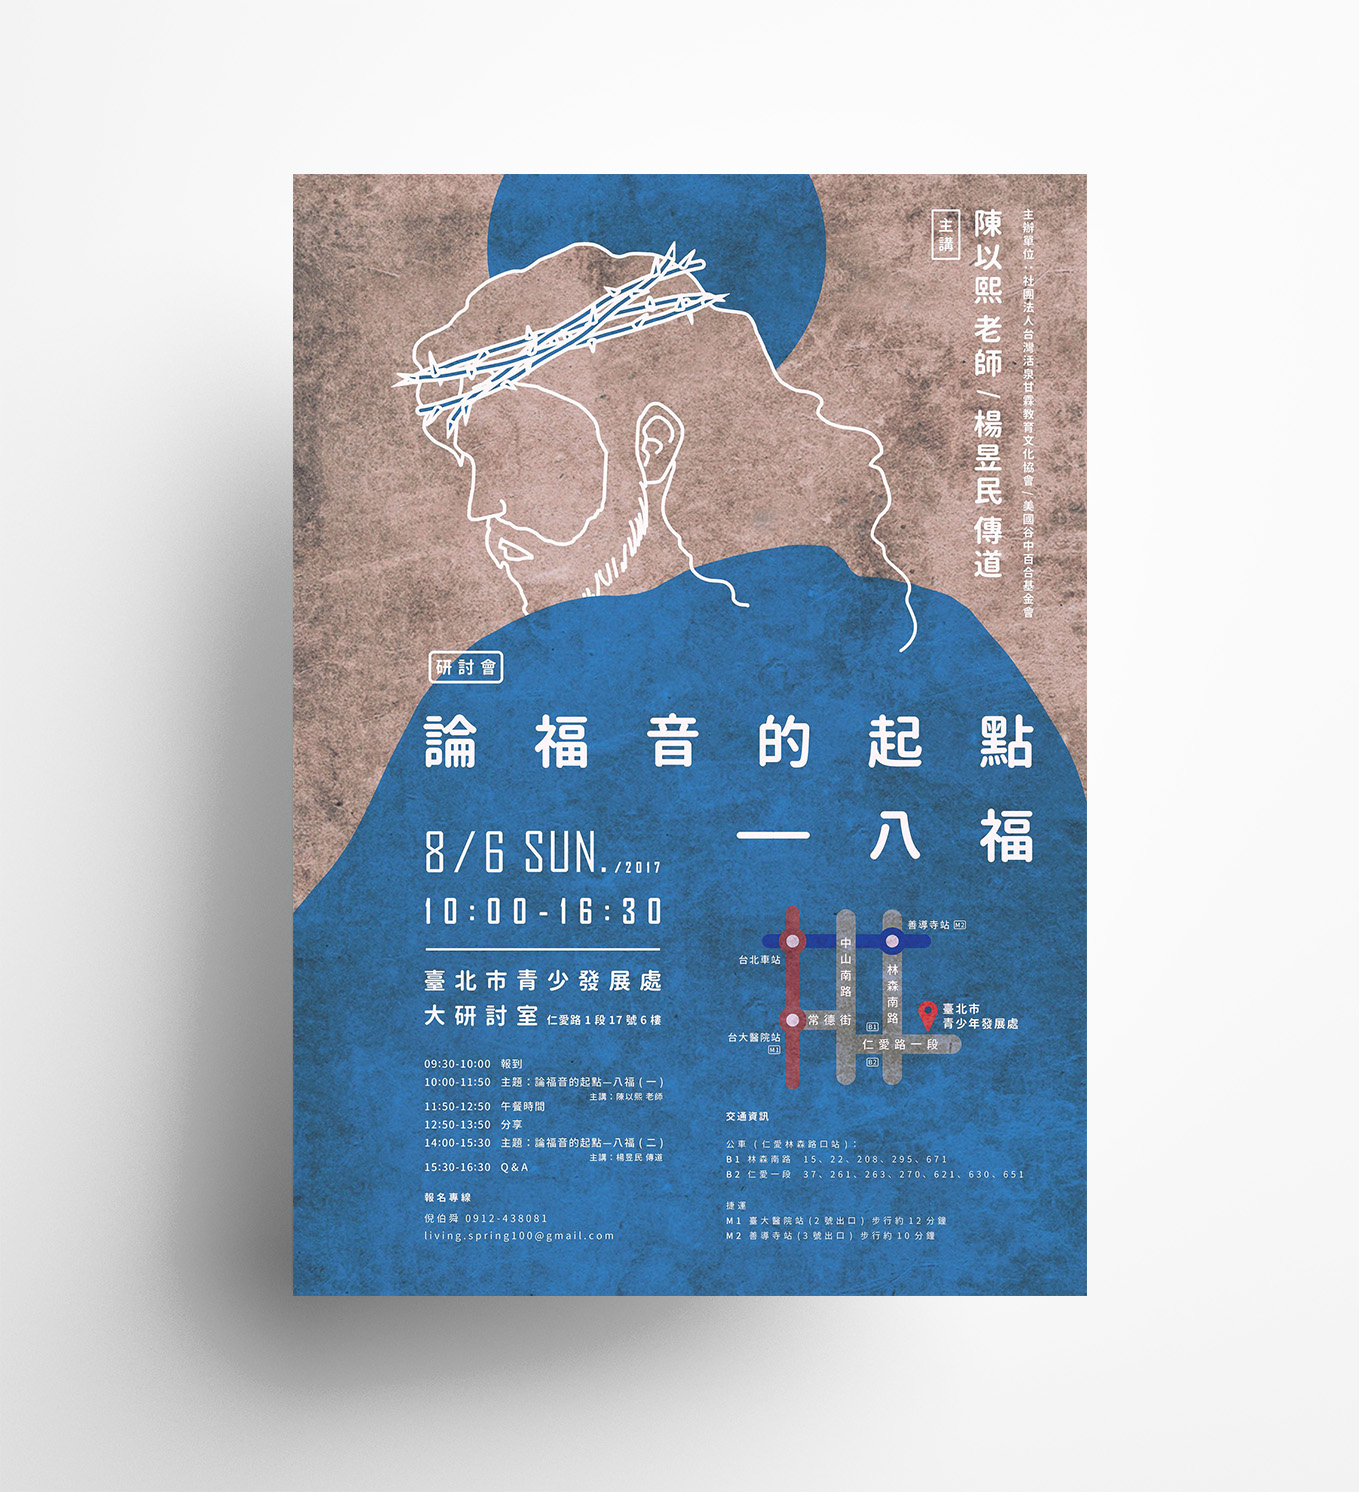 主辦單位：社團法人台灣活泉甘霖教育文化協會/美國谷中百合基金會
主講
陳以熙 老師 / 楊昱民 傳道
研討會
論福音的起點
—八福
8/6 SUN. /2017
10:00-16:30
臺北市青少發展處
大研討室 仁愛路1段17號6樓
09:30-10:00 報到
10:00-11:50 主題：論福音的起點—八福(一)
主講：陳以熙 老師
11:50-12:50 午餐時間
12:50-13:50 分享
14:00-15:30 主題：論福音的起點—八福(二)
主講：楊昱民 傳道
15:30-16:30 Q&A
報名專線
倪伯舜 0912-438081
living.spring100@gmail.com
善導寺站 M2
台北車站
中山南路
林森南路
臺北市
青少年發展處
常德街
B1
台大醫院站
M1
仁愛路一段
B2
交通資訊
公車 (仁愛林森路口站)：
B1 林森南路 15、22、208、295、671
B2 仁愛一段 37、261、263、270、621、630、651
捷運
M1 臺大醫院站(2號出口) 步行約12分鐘
M2 善導寺站(3號出口) 步行約10分鐘